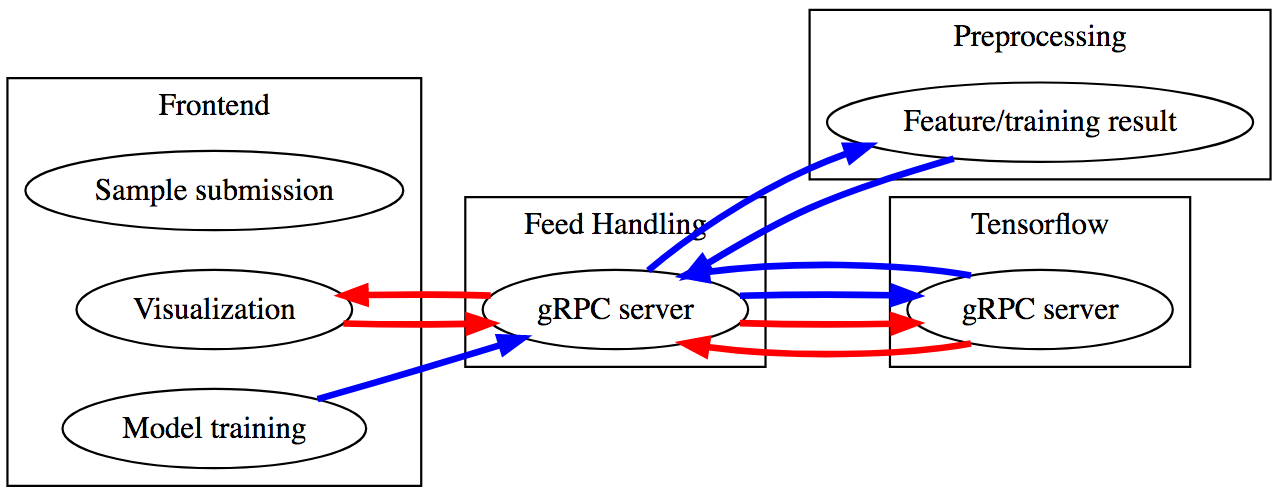 Preprocessing
Feature/training result
Frontend
Sample submission
Visualization
Model training
Feed Handling
gRPC server
Tensorflow
gRPC server